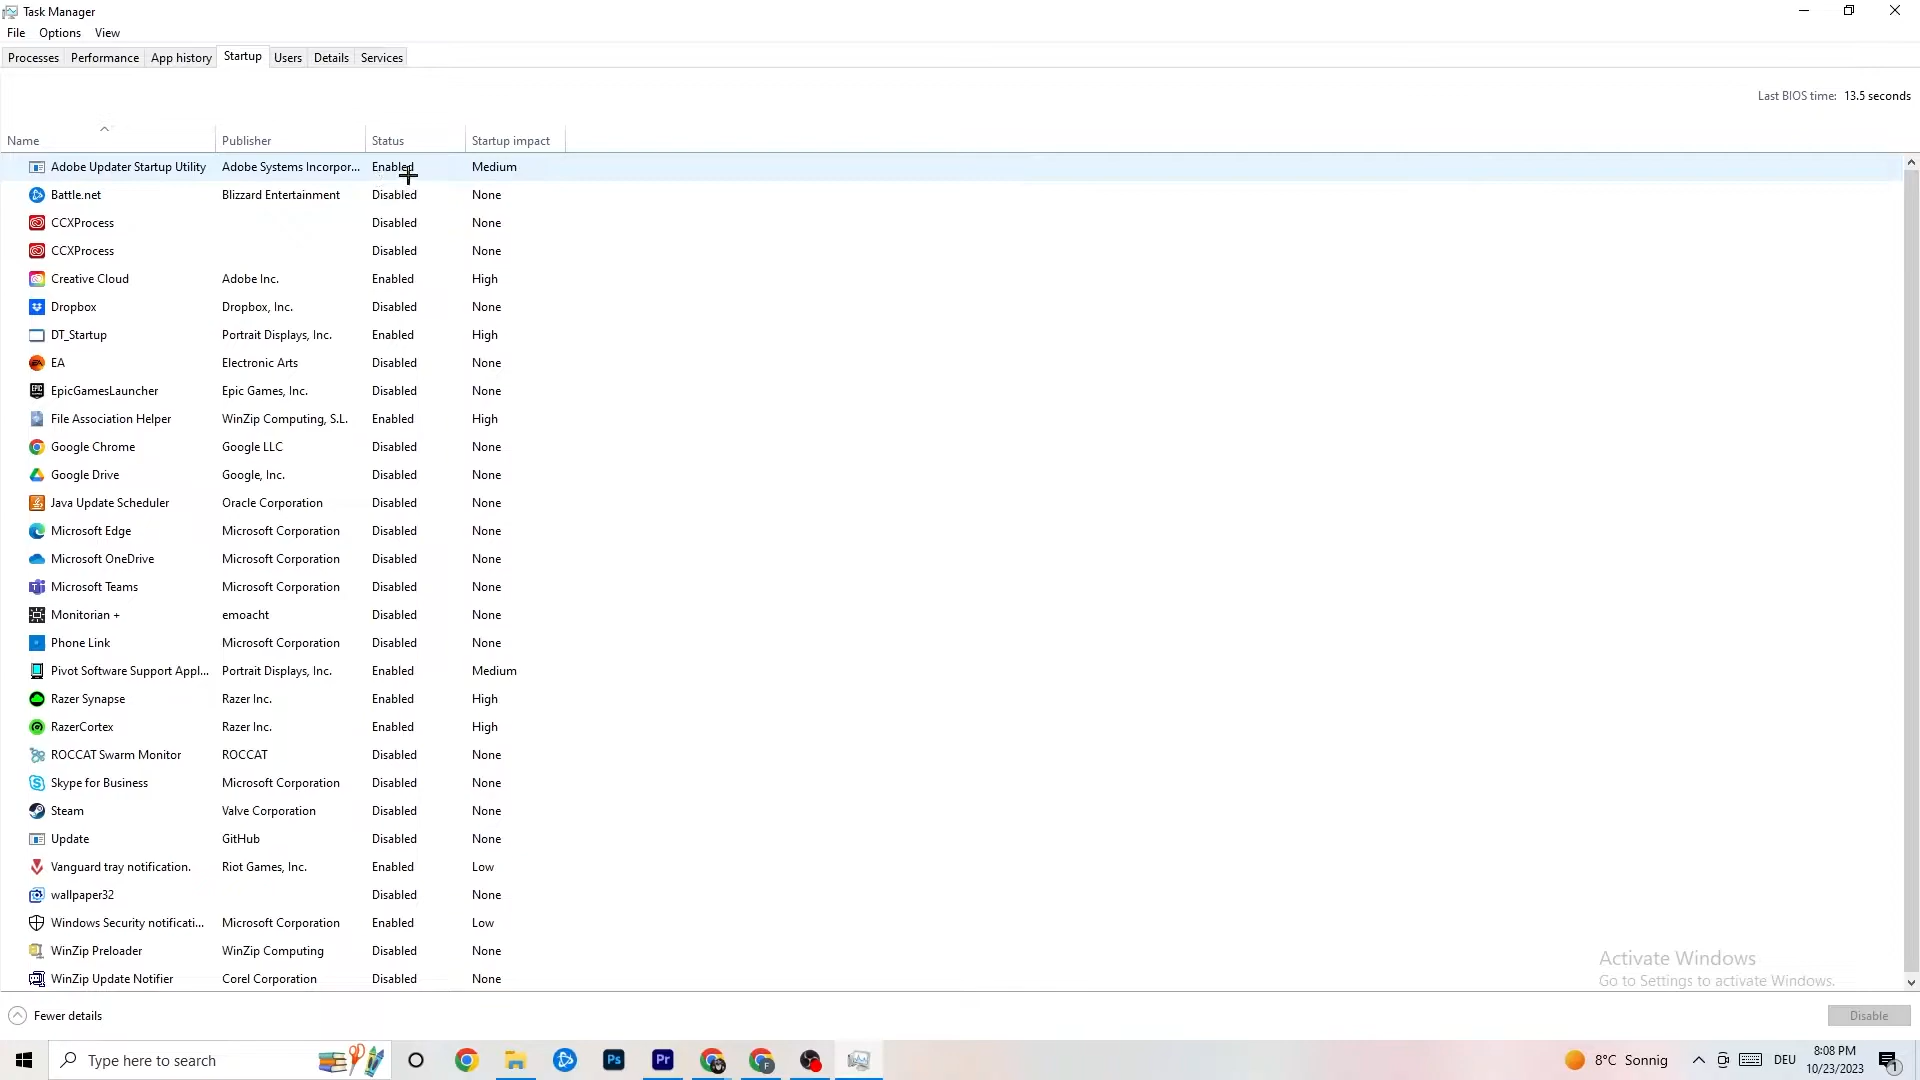 Task Manager
File Options View
Processes Performance App history Startup Users Details Services
Last BIOS time: 13.5 seconds
Name Publisher Status Startup impact
Adobe Updater Startup Utility Adobe Systems Incorpor... Enabled Medium
Battle.net Blizzard Entertainment Disabled None
CCXProcess Disabled None
CCXProcess Disabled None
Creative Cloud Adobe Inc. Enabled High
Dropbox Dropbox, Inc. Disabled None
DT_Startup Portrait Displays, Inc. Enabled High
EA Electronic Arts Disabled None
EpicGamesLauncher Epic Games, Inc. Disabled None
File Association Helper WinZip Computing, S.L. Enabled High
Google Chrome Google LLC Disabled None
Google Drive Google, Inc. Disabled None
Java Update Scheduler Oracle Corporation Disabled None
Microsoft Edge Microsoft Corporation Disabled None
Microsoft OneDrive Microsoft Corporation Disabled None
Microsoft Teams Microsoft Corporation Disabled None
Monitorian + emoacht Disabled None
Phone Link Microsoft Corporation Disabled None
Pivot Software Support Appl... Portrait Displays, Inc. Enabled Medium
Razer Synapse Razer Inc. Enabled High
RazerCortex Razer Inc. Enabled High
ROCCAT Swarm Monitor ROCCAT Disabled None
Skype for Business Microsoft Corporation Disabled None
Steam Valve Corporation Disabled None
Update GitHub Disabled None
Vanguard tray notification. Riot Games, Inc. Enabled Low
wallpaper32 Disabled None
Windows Security notificati... Microsoft Corporation Enabled Low
WinZip Preloader WinZip Computing Disabled None
WinZip Update Notifier Corel Corporation Disabled None
Activate Windows
Go to Settings to activate Windows.
Fewer details Disable
Type here to search Ps Pr F 8°C Sonnig DEU 8:08 PM
10/23/2023 1